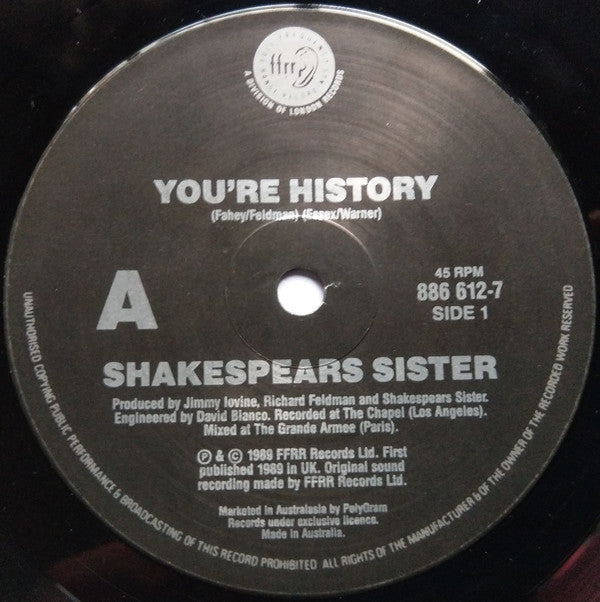 ffrr
A DIVISION OF LONDON RECORDS
YOU'RE HISTORY
(Fahey/Feldman) (Essex/Warner)
A
45 RPM
886 612-7
SIDE 1
SHAKESPEARS SISTER
Produced by Jimmy Iovine, Richard Feldman and Shakespears Sister.
Engineered by David Bianco. Recorded at The Chapel (Los Angeles).
Mixed at The Grande Armee (Paris).
Ⓟ & © 1989 FFRR Records Ltd. First
published 1989 in UK. Original sound
recording made by FFRR Records Ltd.
Marketed in Australasia by PolyGram
Records under exclusive licence.
Made in Australia.
UNAUTHORISED COPYING PUBLIC PERFORMANCE & BROADCASTING OF THIS RECORD PROHIBITED ALL RIGHTS OF THE MANUFACTURER & OF THE OWNER OF THE RECORDED WORK RESERVED